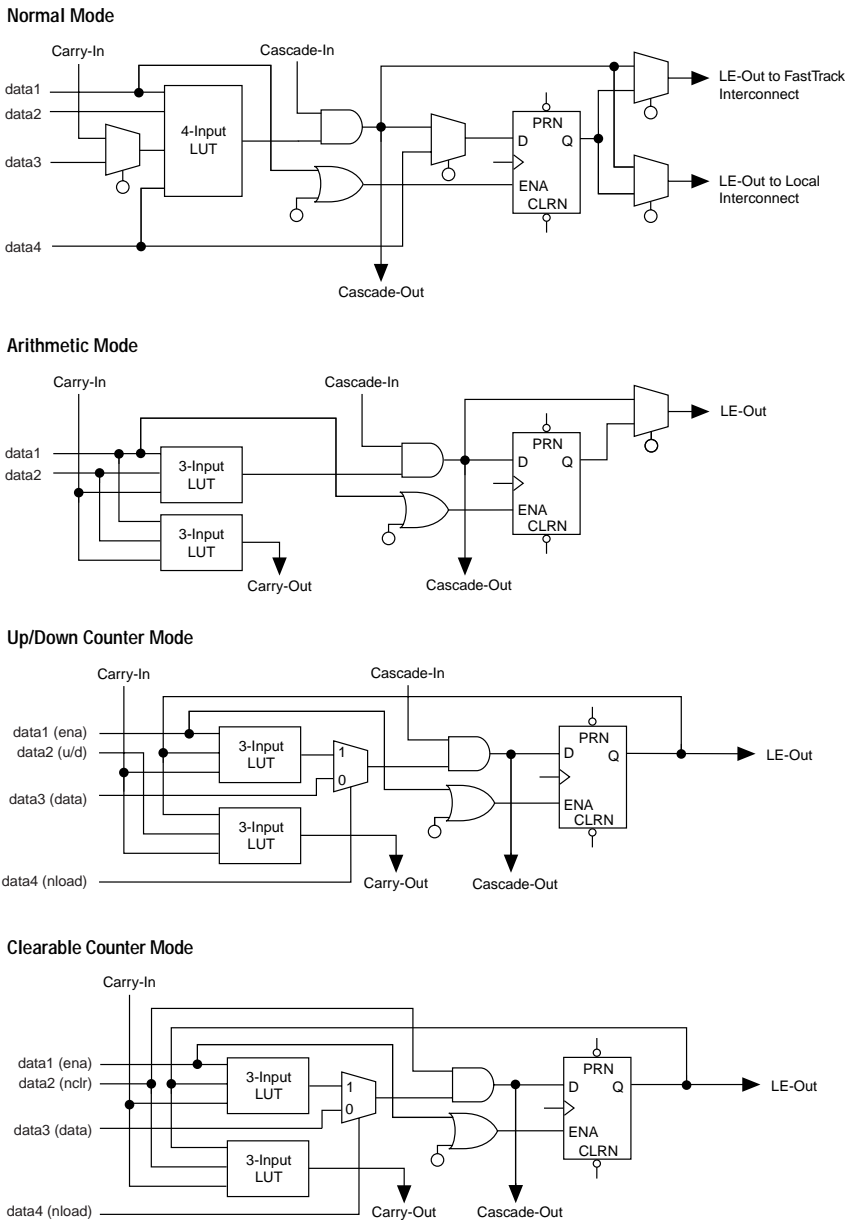 Normal Mode
Carry-In
Cascade-In
data1
data2
data3
data4
4-Input
LUT
PRN
D
Q
ENA
CLRN
LE-Out to FastTrack
Interconnect
LE-Out to Local
Interconnect
Cascade-Out
Arithmetic Mode
Carry-In
Cascade-In
data1
data2
3-Input
LUT
3-Input
LUT
PRN
D
Q
ENA
CLRN
LE-Out
Carry-Out
Cascade-Out
Up/Down Counter Mode
Carry-In
Cascade-In
data1 (ena)
data2 (u/d)
data3 (data)
data4 (nload)
3-Input
LUT
1
0
3-Input
LUT
PRN
D
Q
ENA
CLRN
LE-Out
Carry-Out
Cascade-Out
Clearable Counter Mode
Carry-In
data1 (ena)
data2 (nclr)
data3 (data)
data4 (nload)
3-Input
LUT
1
0
3-Input
LUT
PRN
D
Q
ENA
CLRN
LE-Out
Carry-Out
Cascade-Out